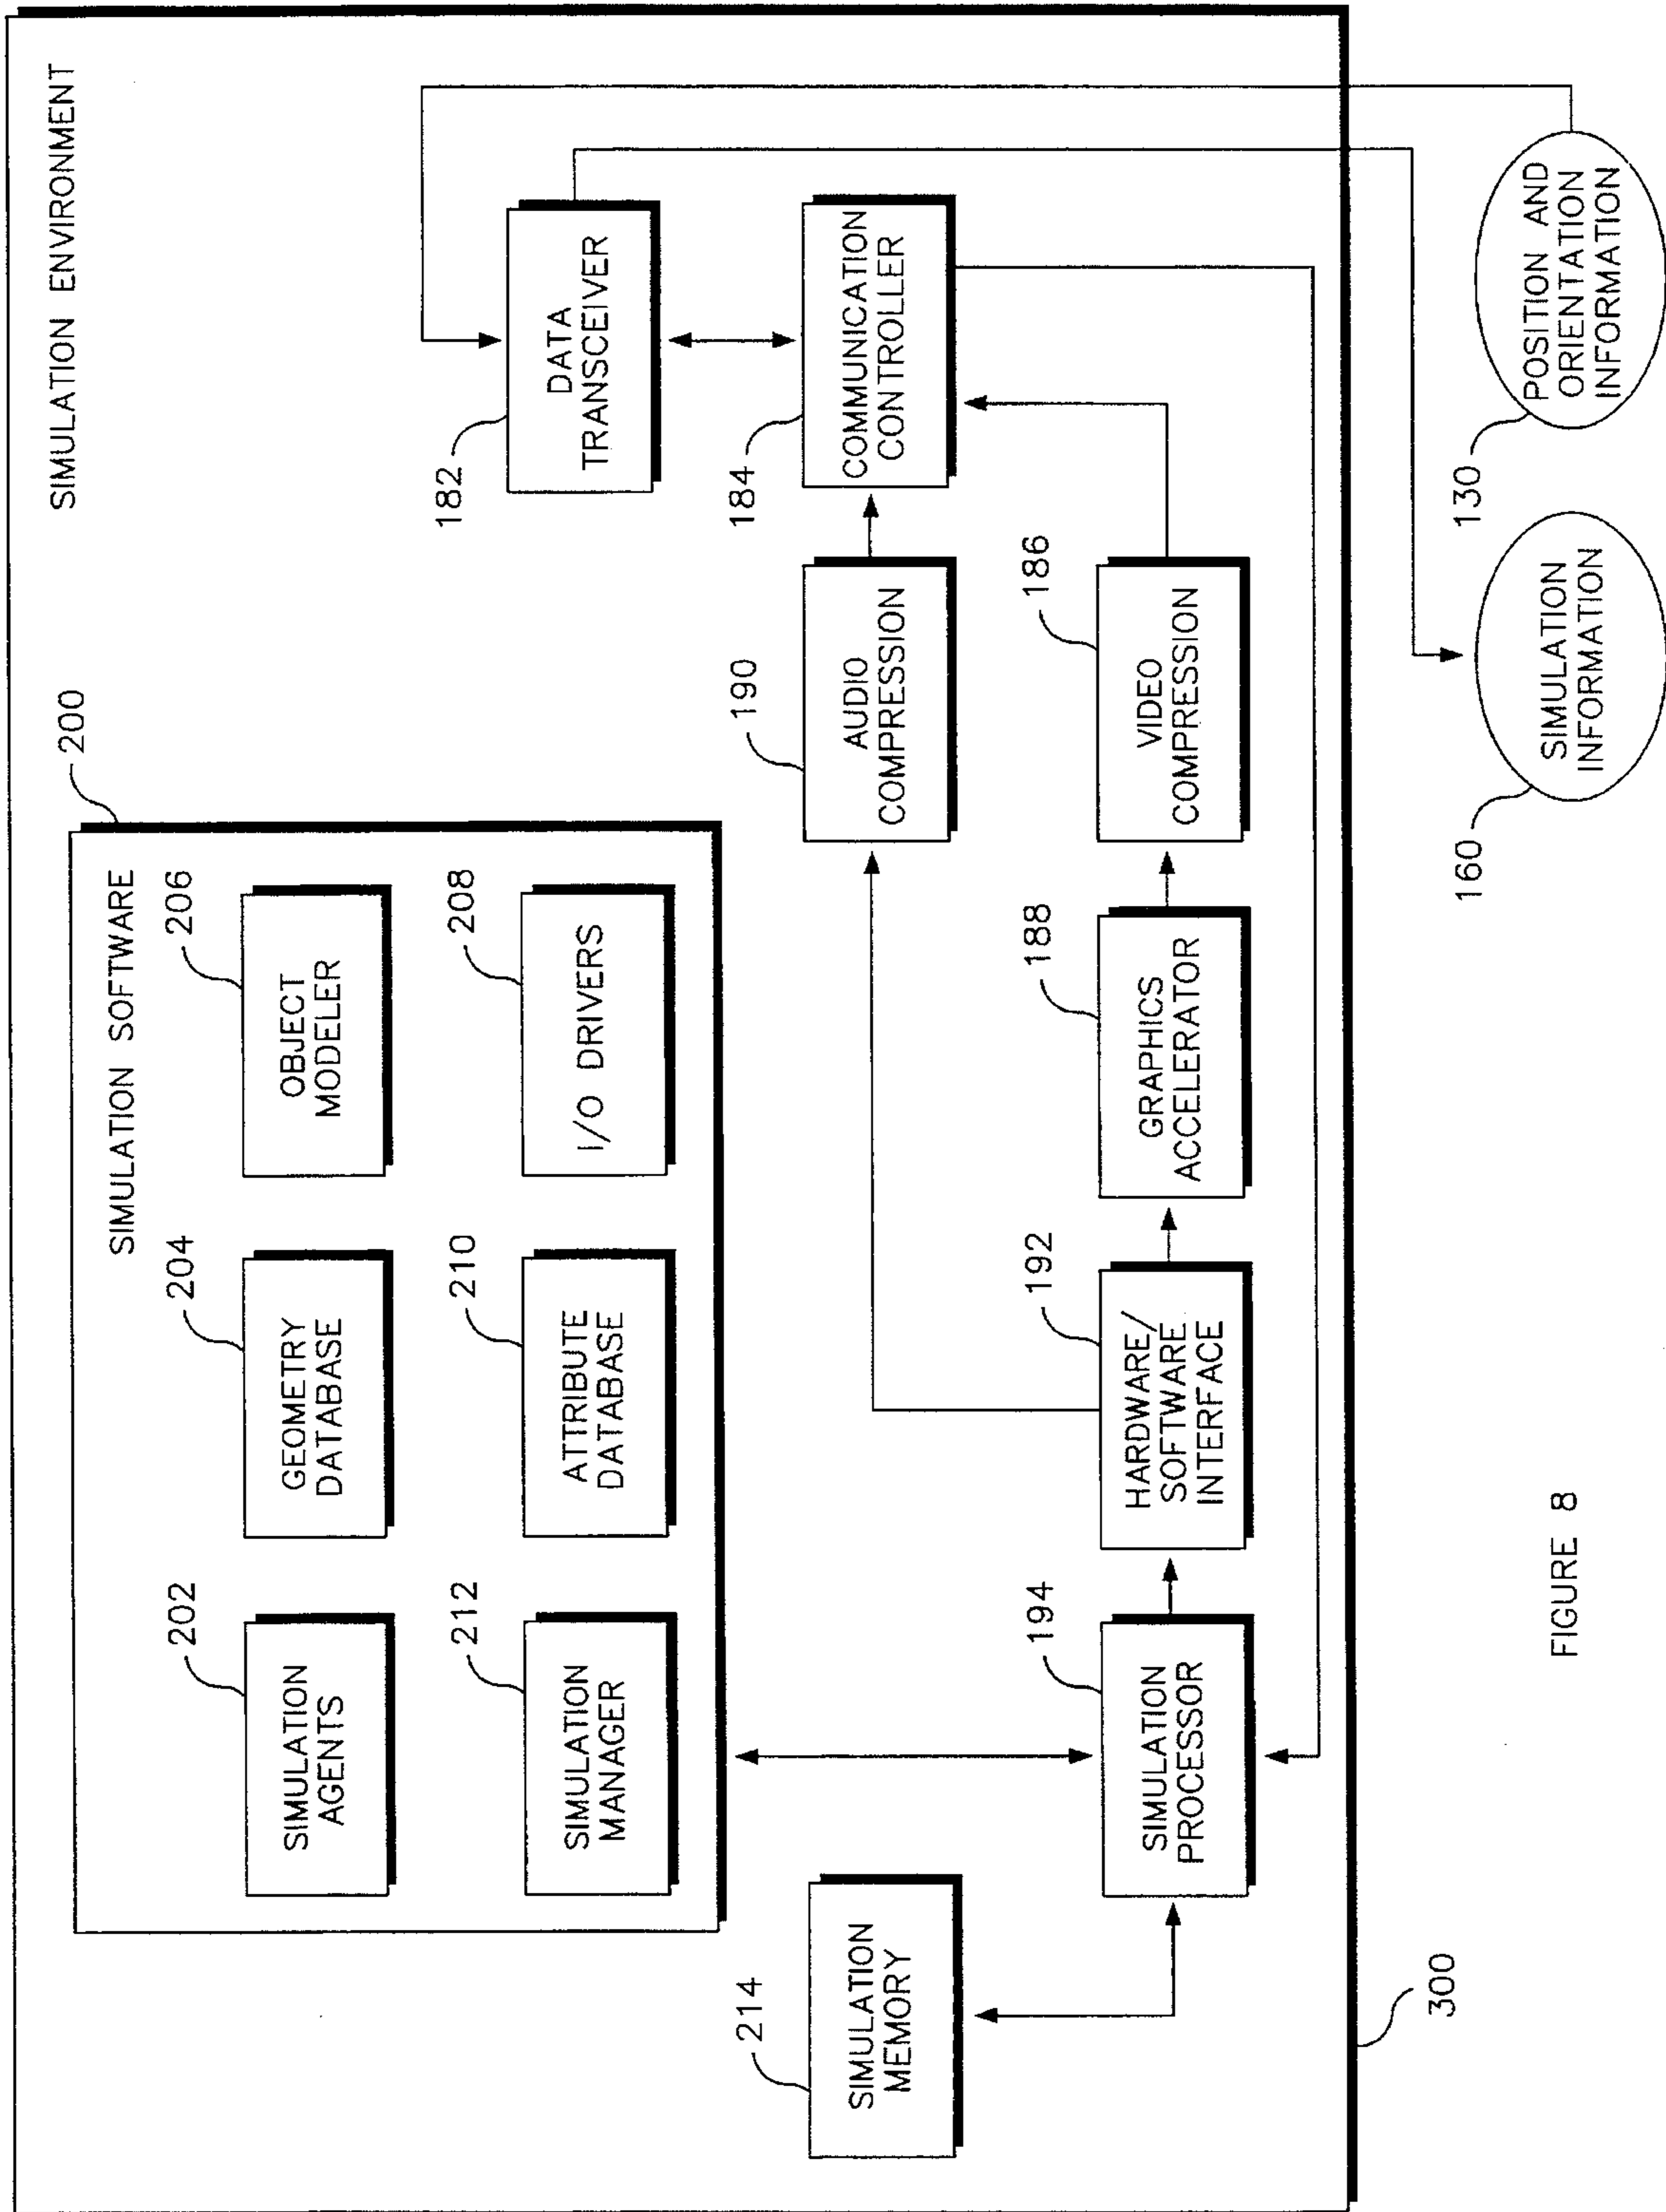 SIMULATION ENVIRONMENT
200
SIMULATION SOFTWARE
202
SIMULATION
AGENTS
204
GEOMETRY
DATABASE
206
OBJECT
MODELER
212
SIMULATION
MANAGER
210
ATTRIBUTE
DATABASE
208
I/O DRIVERS
182
DATA
TRANSCEIVER
214
SIMULATION
MEMORY
190
AUDIO
COMPRESSION
184
COMMUNICATION
CONTROLLER
194
SIMULATION
PROCESSOR
192
HARDWARE/
SOFTWARE
INTERFACE
188
GRAPHICS
ACCELERATOR
186
VIDEO
COMPRESSION
300
160
SIMULATION
INFORMATION
130
POSITION AND
ORIENTATION
INFORMATION
FIGURE 8